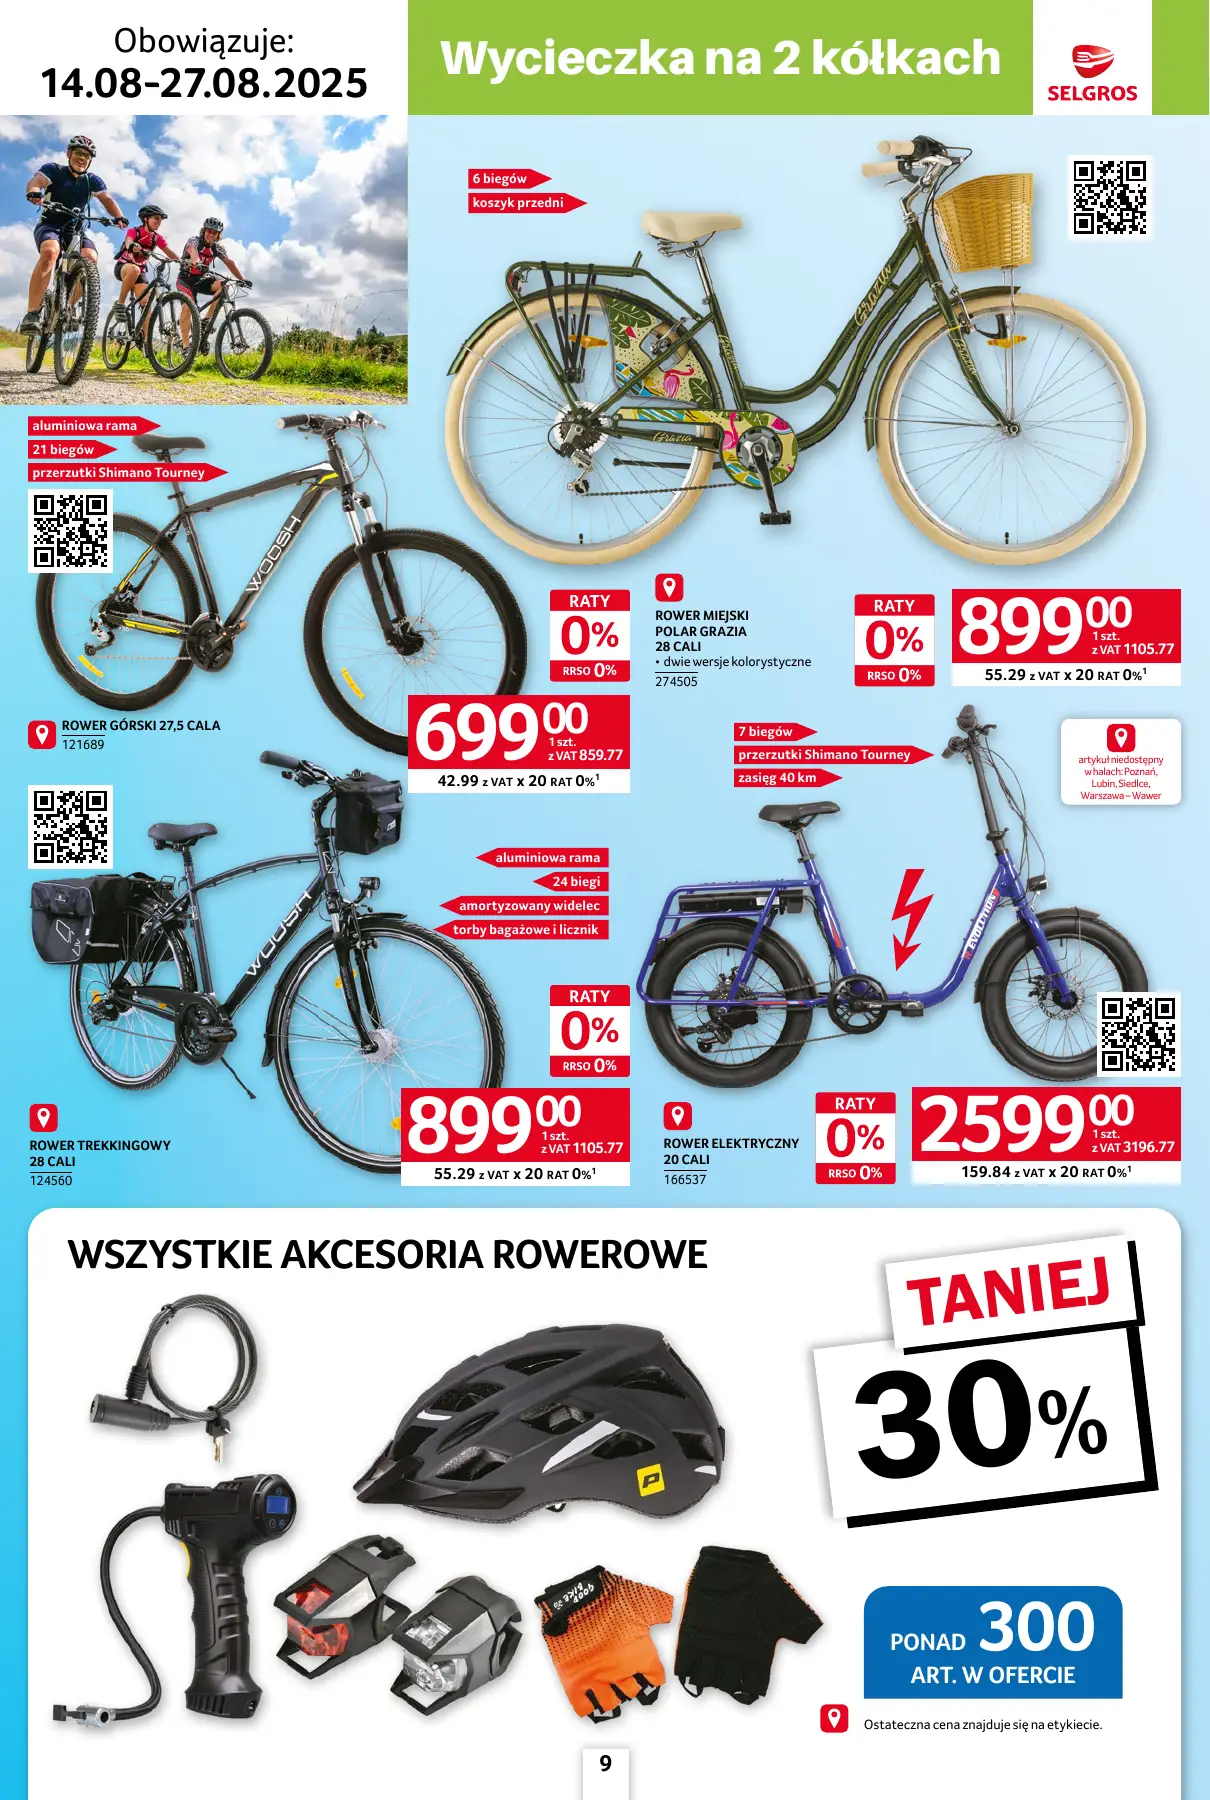 Obowiązuje:
14.08–27.08.2025
Wycieczka na 2 kółkach
SELGROS
6 biegów
koszyk przedni
Grazia
Grazia
Grazia
aluminiowa rama
21 biegów
przerzutki Shimano Tourney
WOOSH
RATY
0%
RRSO 0%
ROWER GÓRSKI 27,5 CALA
121689
699 00
1 szt.
z VAT 859.77
42.99 z VAT x 20 RAT 0%¹
ROWER MIEJSKI
POLAR GRAZIA
28 CALI
• dwie wersje kolorystyczne
274505
RATY
0%
RRSO 0%
899 00
1 szt.
z VAT 1105.77
55.29 z VAT x 20 RAT 0%¹
aluminiowa rama
24 biegi
amortyzowany widelec
torby bagażowe i licznik
WOOSH
RATY
0%
RRSO 0%
ROWER TREKKINGOWY
28 CALI
124560
899 00
1 szt.
z VAT 1105.77
55.29 z VAT x 20 RAT 0%¹
7 biegów
przerzutki Shimano Tourney
zasięg 40 km
artykuł niedostępny
w halach: Poznań,
Lubin, Siedlce,
Warszawa – Wawer
EVOLUTION
ROWER ELEKTRYCZNY
20 CALI
166537
RATY
0%
RRSO 0%
2599 00
1 szt.
z VAT 3196.77
159.84 z VAT x 20 RAT 0%¹
WSZYSTKIE AKCESORIA ROWEROWE
TANIEJ
30%
P
GOOD
BIKE
PONAD 300
ART. W OFERCIE
Ostateczna cena znajduje się na etykiecie.
9